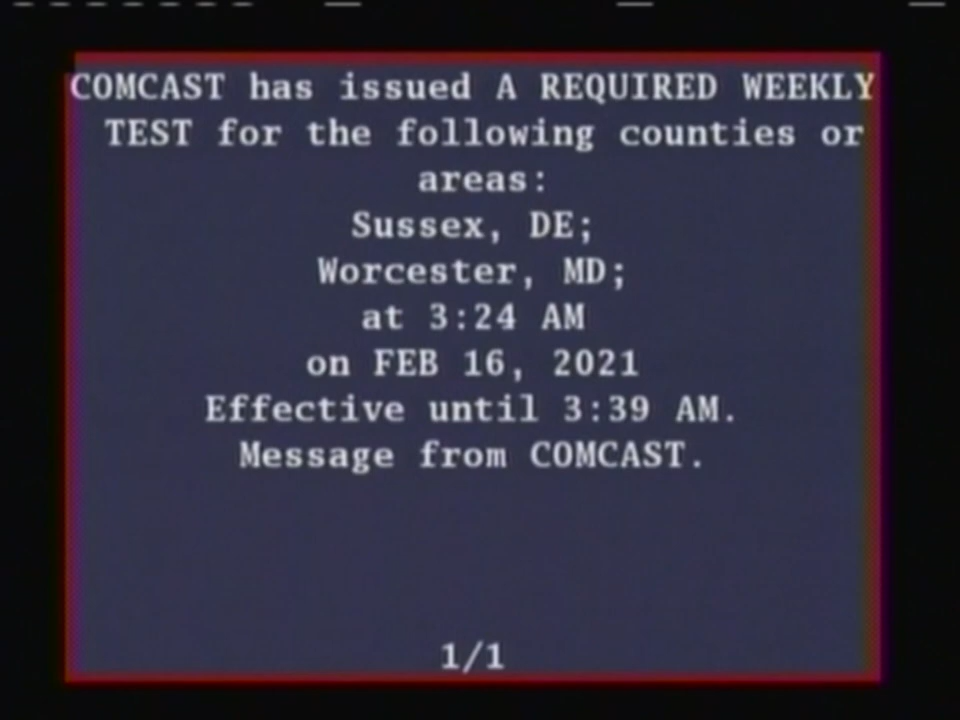 COMCAST has issued A REQUIRED WEEKLY
TEST for the following counties or
areas:
Sussex, DE;
Worcester, MD;
at 3:24 AM
on FEB 16, 2021
Effective until 3:39 AM.
Message from COMCAST.
1/1